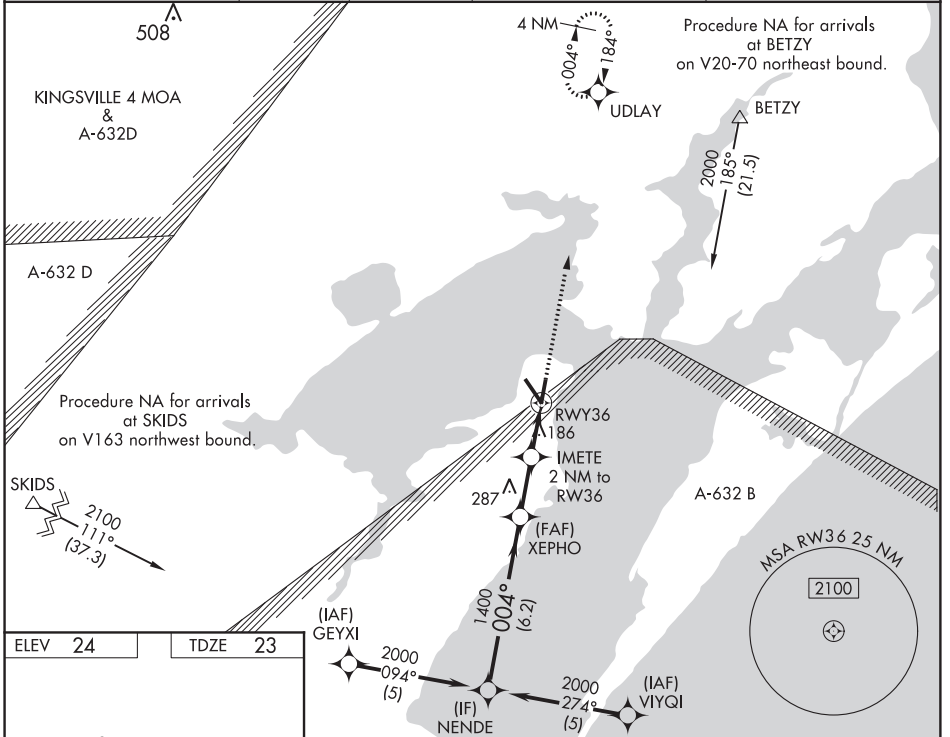 508
KINGSVILLE 4 MOA
&
A-632D
A-632 D
4 NM
004°
184°
UDLAY
Procedure NA for arrivals
at BETZY
on V20-70 northeast bound.
BETZY
2000
185°
(21.5)
Procedure NA for arrivals
at SKIDS
on V163 northwest bound.
SKIDS
2100
111°
(37.3)
RWY36
186
IMETE
2 NM to
RW36
287
(FAF)
XEPHO
A-632 B
1400
004°
(6.2)
MSA RW36 25 NM
2100
(IAF)
GEYXI
2000
094°
(5)
(IF)
NENDE
2000
274°
(5)
(IAF)
VIYQI
ELEV 24
TDZE 23